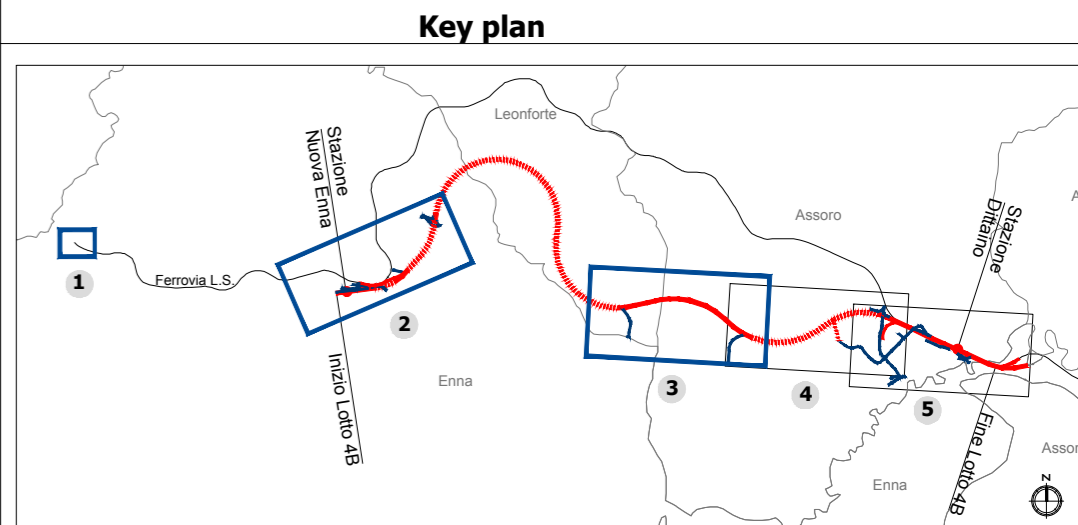 Key plan
Leonforte
Stazione
Nuova Enna
Assoro
Stazione
Dittaino
A
1
Ferrovia L.S.
2
Inizio Lotto 4B
Enna
3
4
5
Fine Lotto 4B
Assor
Enna
N